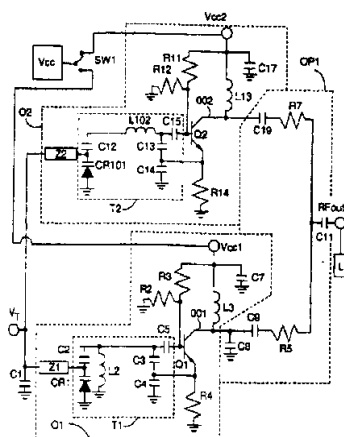 Vcc2
Vcc
SW1
R11
C17
OP1
R12
O2
L13
002
R7
L102
C15
Q2
C19
C12
C13
Z2
CR101
C14
R14
RFout
T2
C11
Vcc1
L
R3
C7
R2
001
L3
VT
C5
C9
C2
Q1
C8
R5
Z1
L2
C3
C1
CR
C4
R4
T1
O1